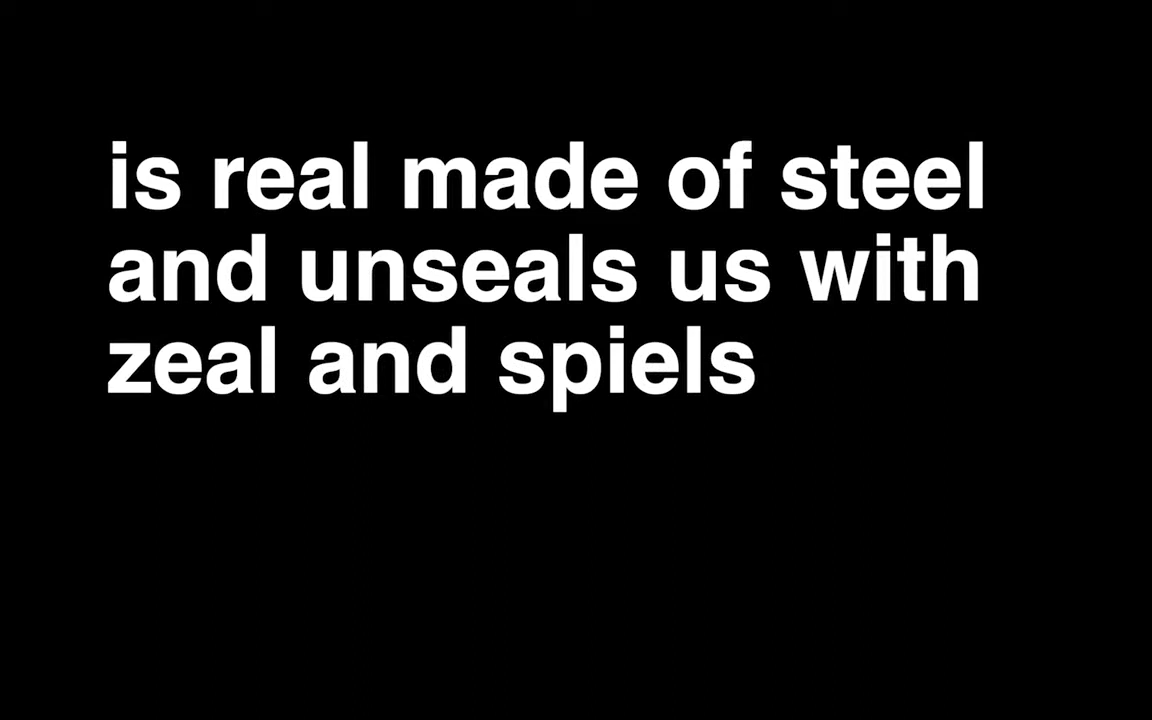 is real made of steel
and unseals us with
zeal and spiels